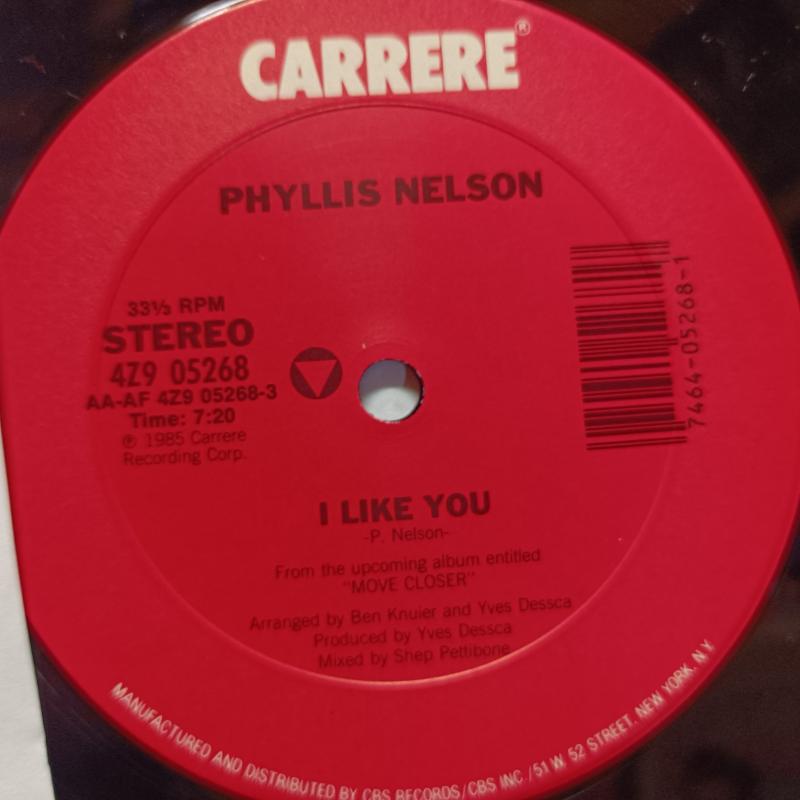 CARRERE®
PHYLLIS NELSON
33⅓ RPM
STEREO
4Z9 05268
AA-AF 4Z9 05268-3
Time: 7:20
℗ 1985 Carrere
Recording Corp.
7464-05268-1
I LIKE YOU
-P. Nelson-
From the upcoming album entitled
"MOVE CLOSER"
Arranged by Ben Knuier and Yves Dessca
Produced by Yves Dessca
Mixed by Shep Pettibone
MANUFACTURED AND DISTRIBUTED BY CBS RECORDS/CBS INC./51 W 52 STREET, NEW YORK, N.Y.